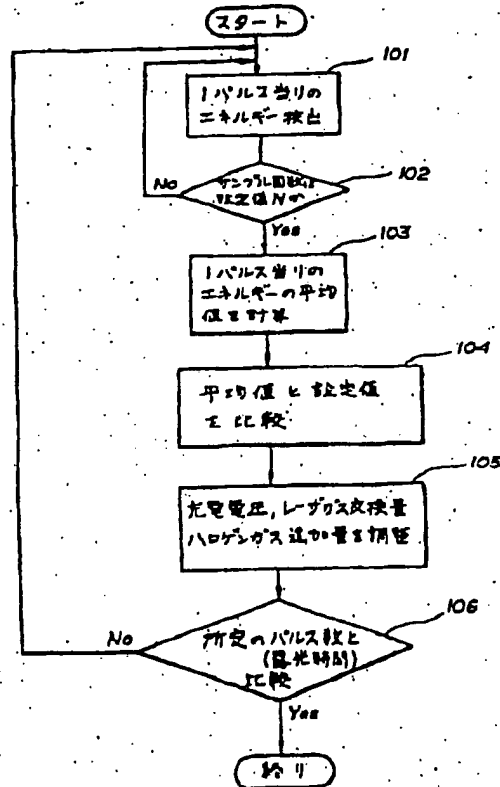 スタート
101
1パルス当りの
エネルギー検出
102
サンプル回数は
設定値Nか
No
Yes
103
1パルス当りの
エネルギーの平均
値を計算
104
平均値と設定値
を比較
105
充電電圧,レーザガス交換量
ハロゲンガス追加量を調整
106
所定のパルス数と
(露光時間)
比較
No
Yes
終り